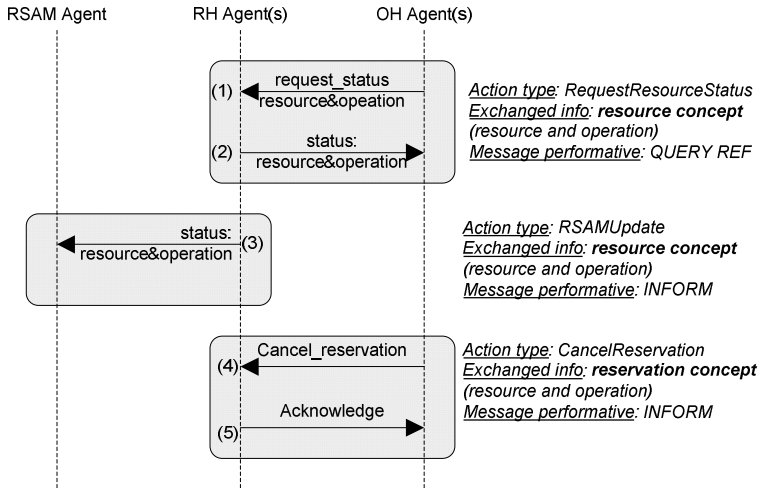 RSAM Agent
RH Agent(s)
OH Agent(s)
(1)
request_status
resource&opeation
(2)
status:
resource&operation
Action type: RequestResourceStatus
Exchanged info: resource concept
(resource and operation)
Message performative: QUERY REF
status:
resource&operation
(3)
Action type: RSAMUpdate
Exchanged info: resource concept
(resource and operation)
Message performative: INFORM
Cancel_reservation
(4)
Acknowledge
(5)
Action type: CancelReservation
Exchanged info: reservation concept
(resource and operation)
Message performative: INFORM